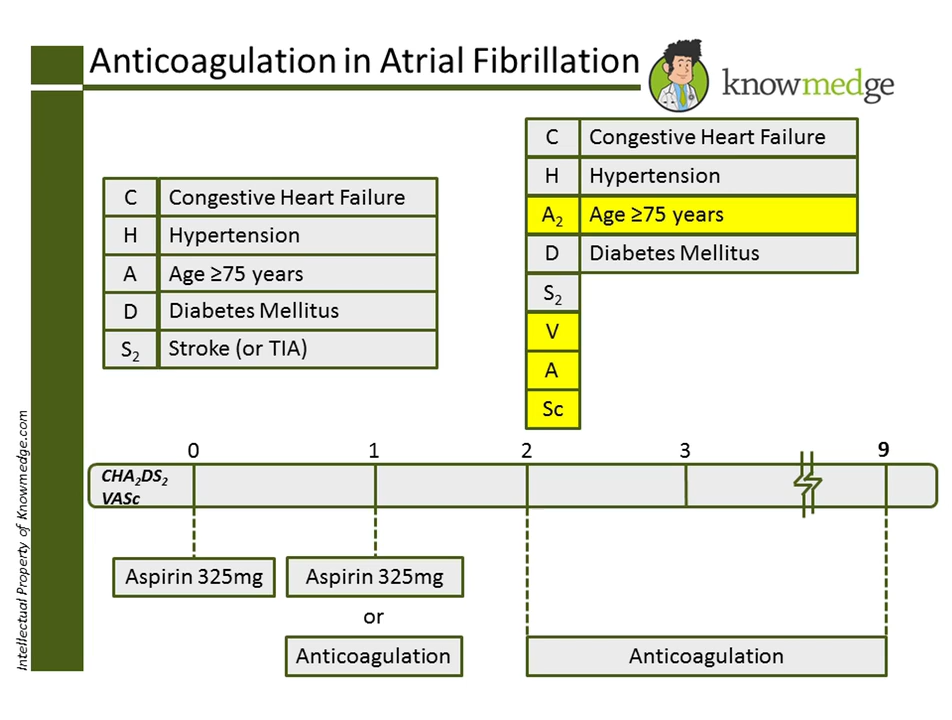 Anticoagulation in Atrial Fibrillation
knowmedge
C Congestive Heart Failure
H Hypertension
A Age ≥75 years
D Diabetes Mellitus
S₂ Stroke (or TIA)
C Congestive Heart Failure
H Hypertension
A₂ Age ≥75 years
D Diabetes Mellitus
S₂
V
A
Sc
0 1 2 3 9
CHA₂DS₂
VASc
Aspirin 325mg
Aspirin 325mg
or
Anticoagulation
Anticoagulation
Intellectual Property of Knowmedge.com